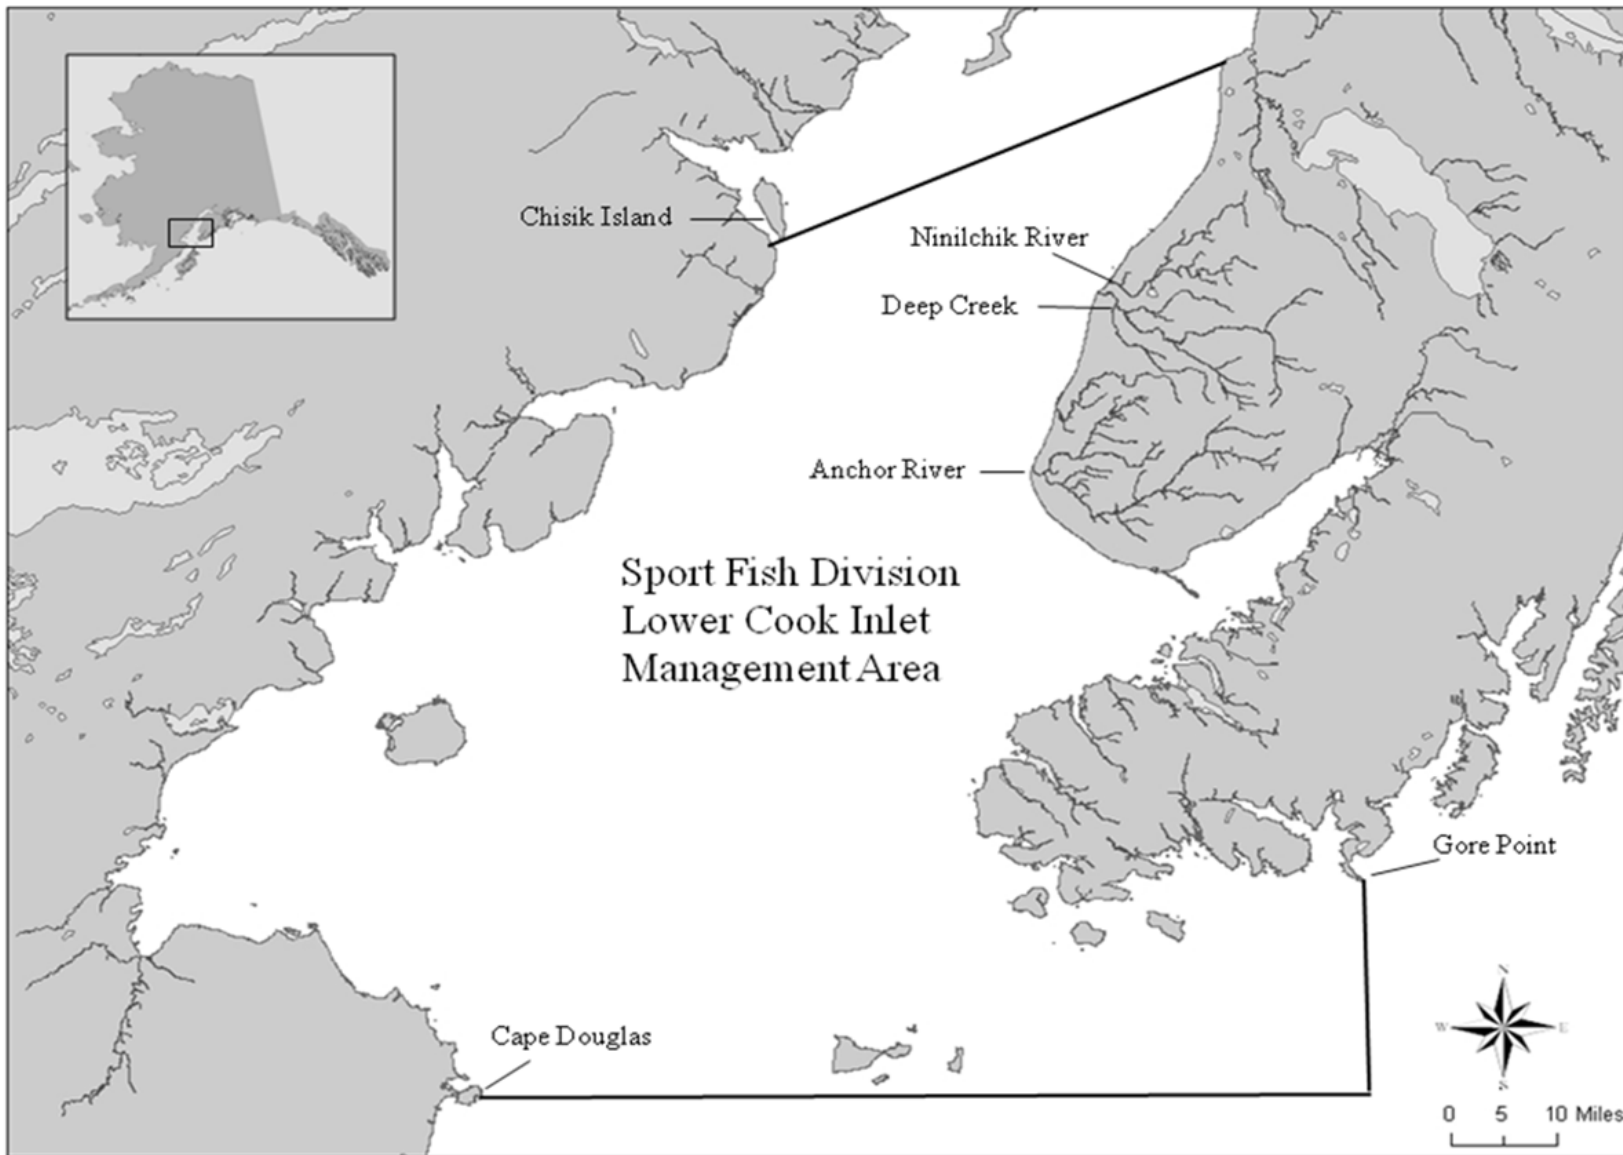 Chisik Island
Ninilchik River
Deep Creek
Anchor River
Sport Fish Division
Lower Cook Inlet
Management Area
Gore Point
Cape Douglas
N
W E
S
0 5 10 Miles